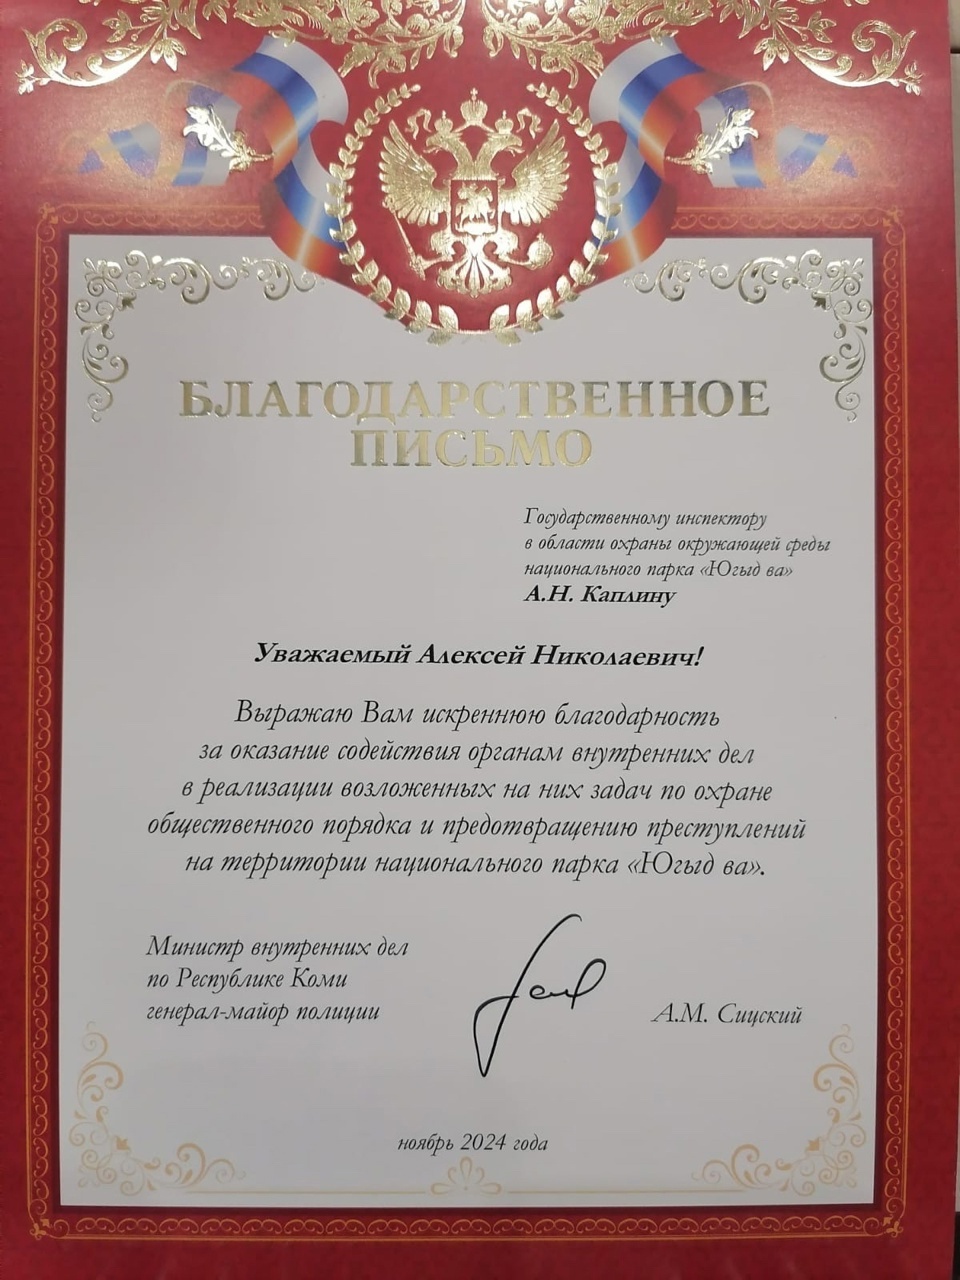 БЛАГОДАРСТВЕННОЕ
ПИСЬМО
Государственному инспектору
в области охраны окружающей среды
национального парка «Югыд ва»
А.Н. Каплину
Уважаемый Алексей Николаевич!
Выражаю Вам искреннюю благодарность
за оказание содействия органам внутренних дел
в реализации возложенных на них задач по охране
общественного порядка и предотвращению преступлений
на территории национального парка «Югыд ва».
Министр внутренних дел
по Республике Коми
генерал-майор полиции
А.М. Сицский
ноябрь 2024 года